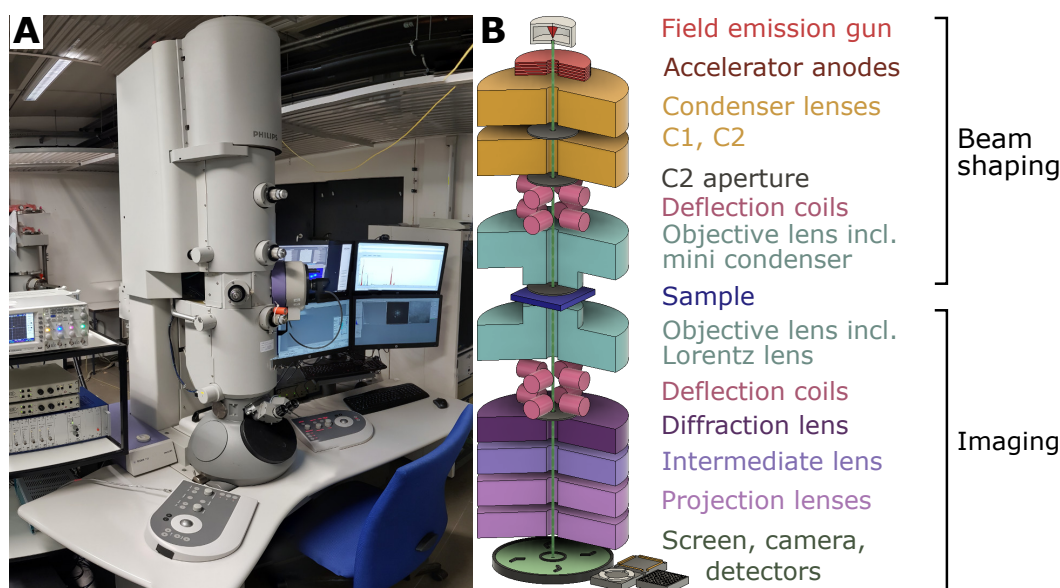 A
PHILIPS
B
Field emission gun
Accelerator anodes
Condenser lenses
C1, C2
C2 aperture
Deflection coils
Objective lens incl.
mini condenser
Sample
Objective lens incl.
Lorentz lens
Deflection coils
Diffraction lens
Intermediate lens
Projection lenses
Screen, camera,
detectors
Beam
shaping
Imaging